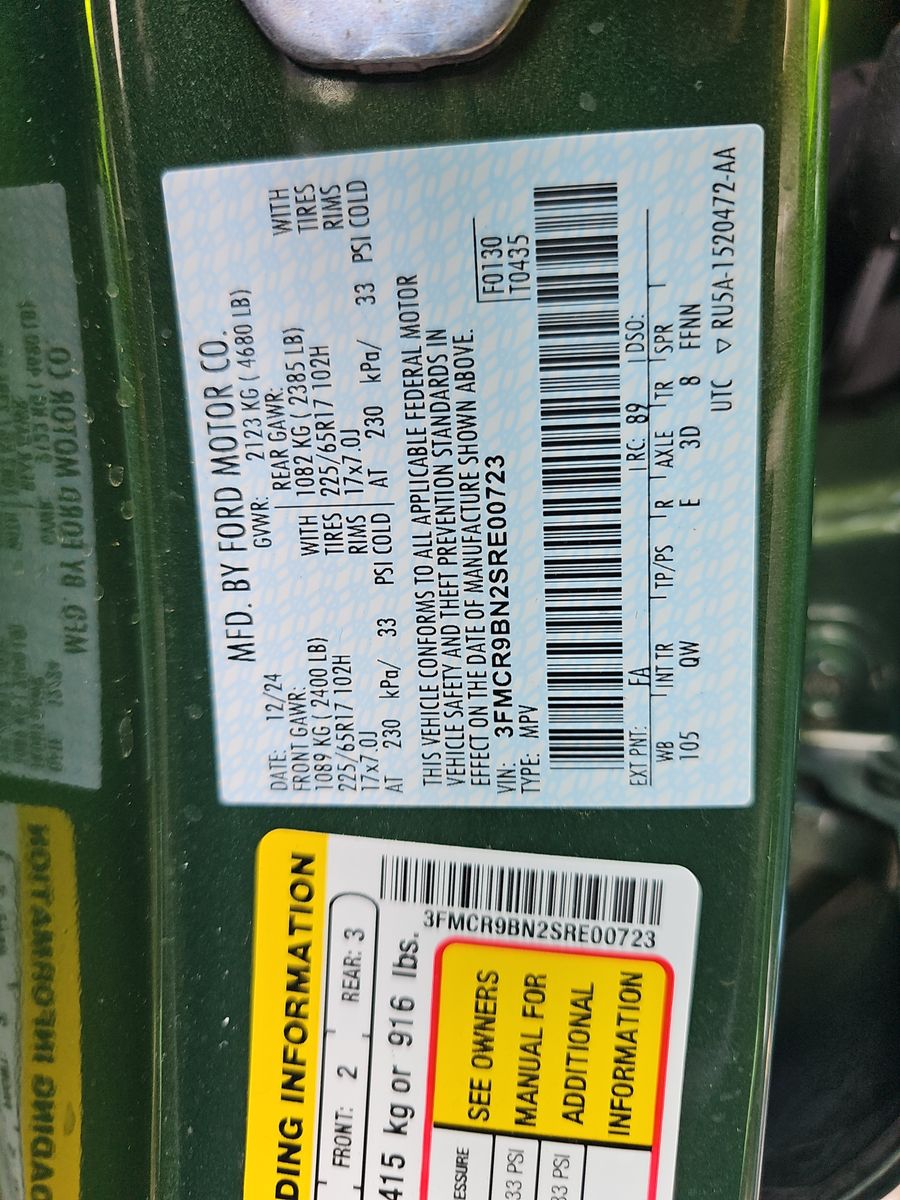 MFD. BY FORD MOTOR CO.
DATE: 12/24 GWR: 2123 KG ( 4680 LB)
FRONT GAWR: REAR GAWR: WITH
1089 KG ( 2400 LB) WITH 1082 KG ( 2385 LB) TIRES
225/65R17 102H TIRES 225/65R17 102H RIMS
17x7.0J RIMS 17x7.0J
AT 230 kPa/ 33 PSI COLD AT 230 kPa/ 33 PSI COLD
THIS VEHICLE CONFORMS TO ALL APPLICABLE FEDERAL MOTOR
VEHICLE SAFETY AND THEFT PREVENTION STANDARDS IN
EFFECT ON THE DATE OF MANUFACTURE SHOWN ABOVE.
VIN: 3FMCR9BN2SRE00723 F0130
TYPE: MPV T0435
EXT PNT: FA RC: 89 DSO:
WB INT TR TP/PS R AXLE TR SPR
105 QW E 3D 8 FFNN
UTC ▽ RU5A-1520472-AA
DING INFORMATION
FRONT: 2 REAR: 3
415 kg or 916 lbs.
3FMCR9BN2SRE00723
ESSURE
33 PSI
33 PSI
SEE OWNERS
MANUAL FOR
ADDITIONAL
INFORMATION